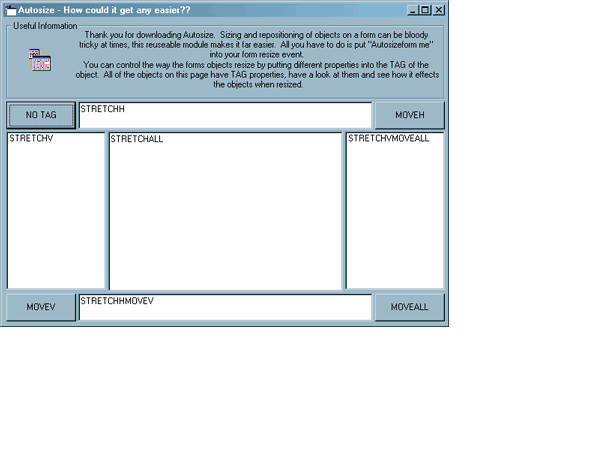 Autosize - How could it get any easier??
Useful Information
Thank you for downloading Autosize. Sizing and repositioning of objects on a form can be bloody
tricky at times, this reuseable module makes it far easier. All you have to do is put "Autosizeform me"
into your form resize event.
You can control the way the forms objects resize by putting different properties into the TAG of the
object. All of the objects on this page have TAG properties, have a look at them and see how it effects
the objects when resized.
NO TAG
STRETCHH
MOVEH
STRETCHV
STRETCHALL
STRETCHVMOVEALL
MOVEV
STRETCHHMOVEV
MOVEALL